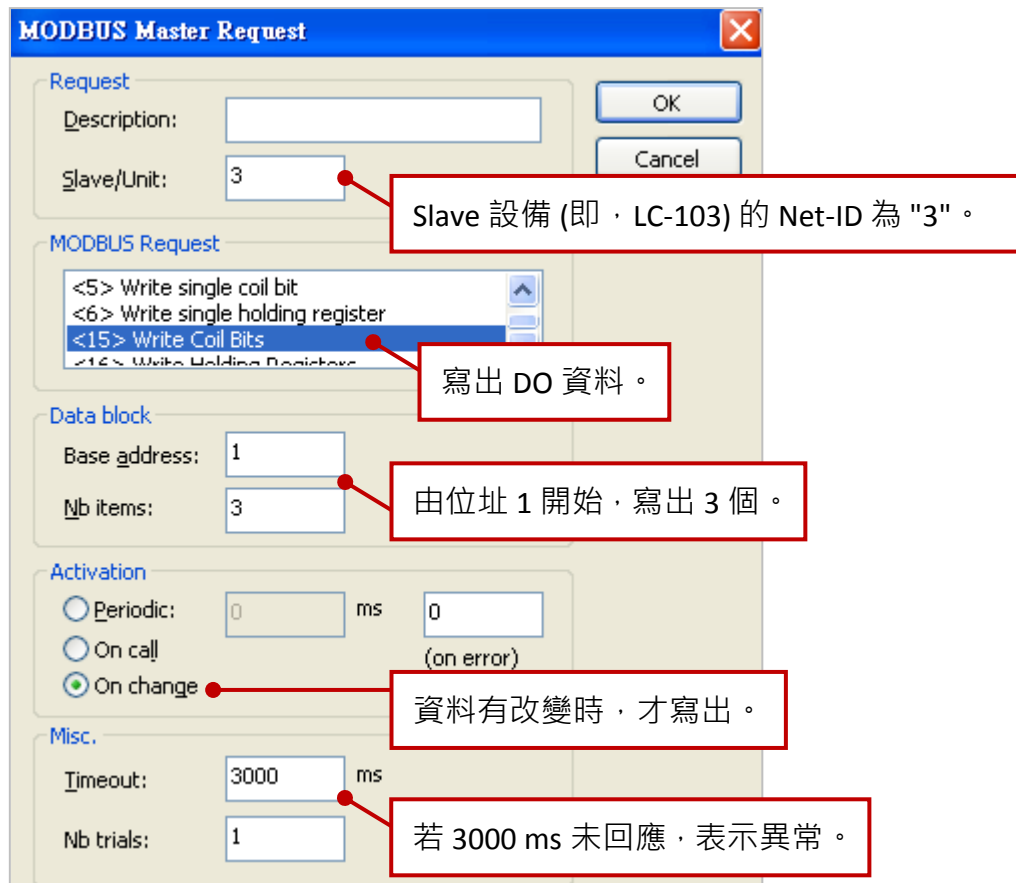 MODBUS Master Request
Request
OK
Description:
Cancel
Slave/Unit:
3
Slave 設備 (即，LC-103) 的 Net-ID 為 "3"。
MODBUS Request
<5> Write single coil bit
<6> Write single holding register
<15> Write Coil Bits
<16> Write Holding Registers
寫出 DO 資料。
Data block
Base address:
1
由位址 1 開始，寫出 3 個。
Nb items:
3
Activation
Periodic:
0
ms
0
On call
(on error)
On change
資料有改變時，才寫出。
Misc.
Timeout:
3000
ms
若 3000 ms 未回應，表示異常。
Nb trials:
1